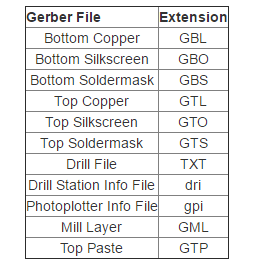 Gerber File Extension
Bottom Copper GBL
Bottom Silkscreen GBO
Bottom Soldermask GBS
Top Copper GTL
Top Silkscreen GTO
Top Soldermask GTS
Drill File TXT
Drill Station Info File dri
Photoplotter Info File gpi
Mill Layer GML
Top Paste GTP